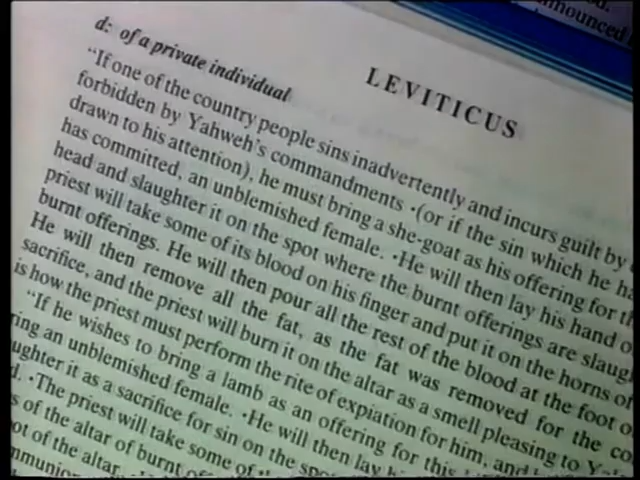 announced
LEVITICUS
d: of a private individual
"If one of the country people sins inadvertently and incurs guilt by
forbidden by Yahweh's commandments ·(or if the sin which he ha
drawn to his attention), he must bring a she-goat as his offering for th
has committed, an unblemished female. ·He will then lay his hand o
head and slaughter it on the spot where the burnt offerings are slaug
priest will take some of its blood on his finger and put it on the horns of
burnt offerings. He will then pour all the rest of the blood at the foot o
He will then remove all the fat, as the fat was removed for the co
sacrifice, and the priest will burn it on the altar as a smell pleasing to Ya
is how the priest must perform the rite of expiation for him, and
"If he wishes to bring a lamb as an offering for this
ring an unblemished female. ·He will then lay hi
ughter it as a sacrifice for sin on the spo
d. ·The priest will take some of
s of the altar of burnt of
ot of the altar.
mmunio